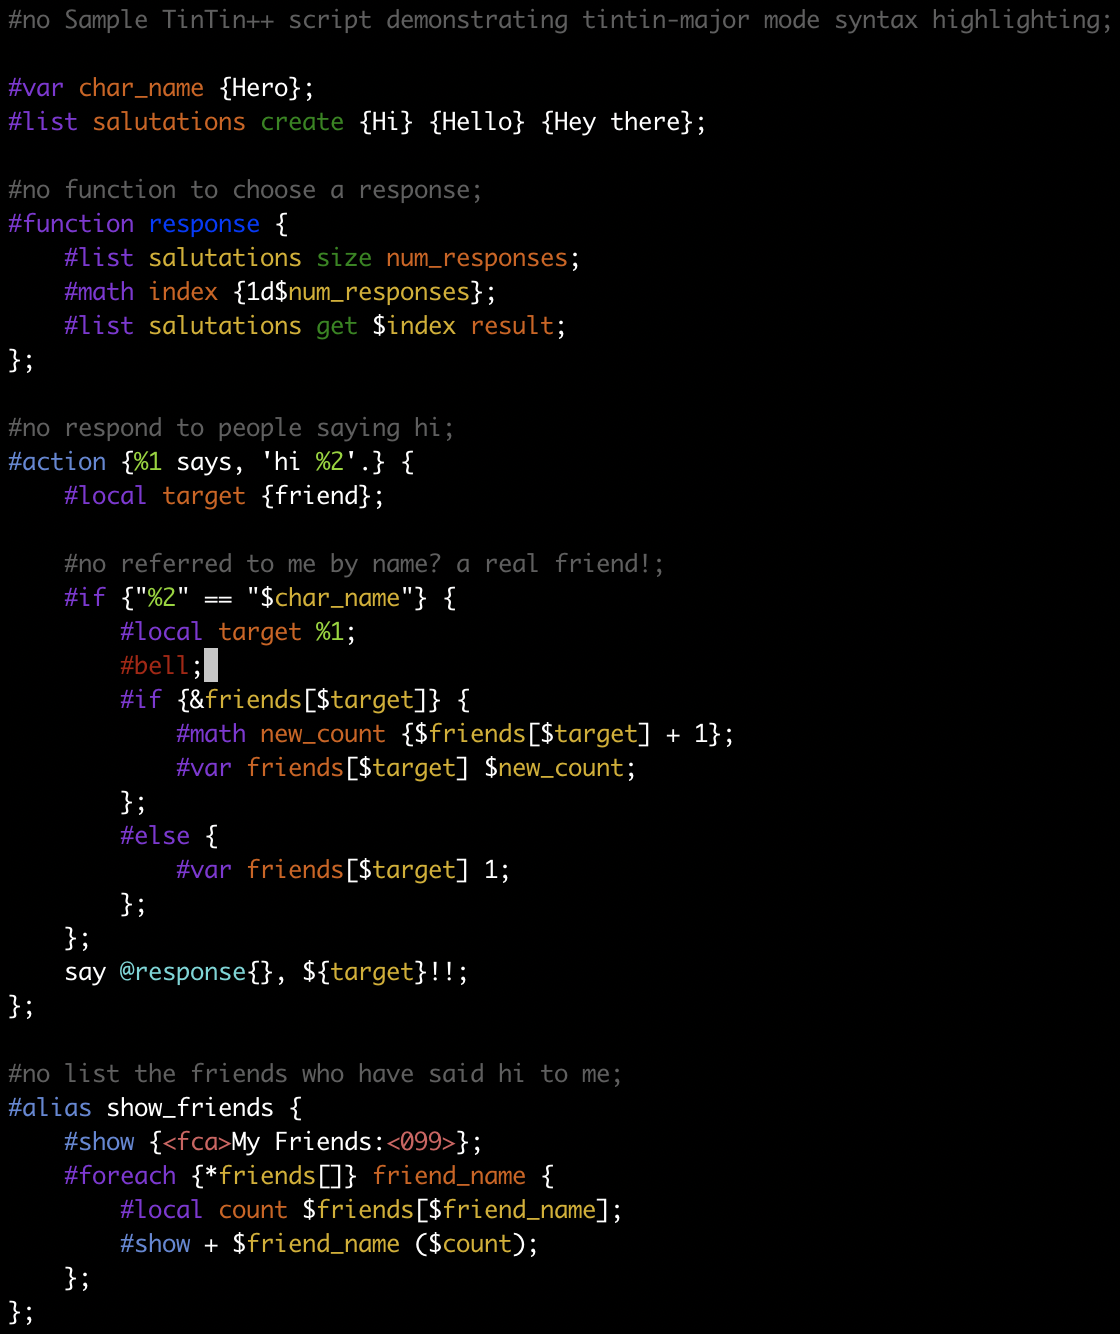 #no Sample TinTin++ script demonstrating tintin-major mode syntax highlighting;

#var char_name {Hero};
#list salutations create {Hi} {Hello} {Hey there};

#no function to choose a response;
#function response {
    #list salutations size num_responses;
    #math index {1d$num_responses};
    #list salutations get $index result;
};

#no respond to people saying hi;
#action {%1 says, 'hi %2'.} {
    #local target {friend};

    #no referred to me by name? a real friend!;
    #if {"%2" == "$char_name"} {
        #local target %1;
        #bell;
        #if {&friends[$target]} {
            #math new_count {$friends[$target] + 1};
            #var friends[$target] $new_count;
        };
        #else {
            #var friends[$target] 1;
        };
    };
    say @response{}, ${target}!!;
};

#no list the friends who have said hi to me;
#alias show_friends {
    #show {<fca>My Friends:<099>};
    #foreach {*friends[]} friend_name {
        #local count $friends[$friend_name];
        #show + $friend_name ($count);
    };
};